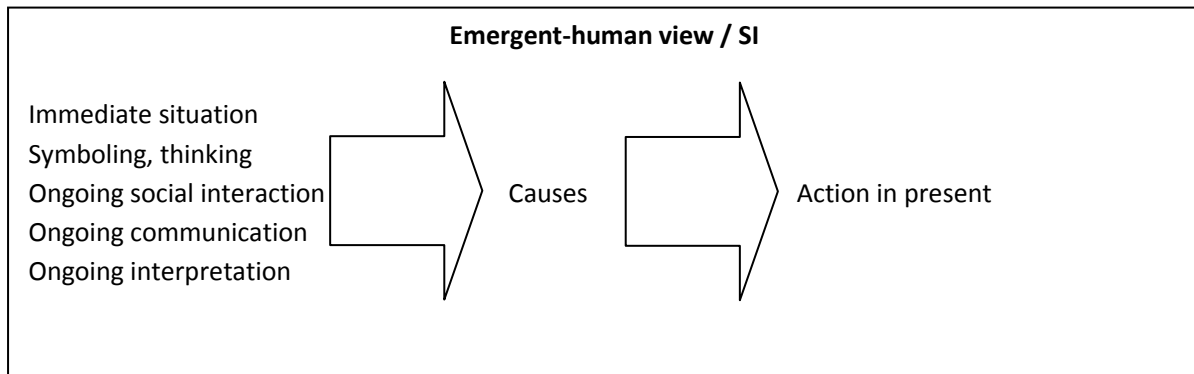 Emergent-human view / SI
Immediate situation
Symboling, thinking
Ongoing social interaction
Ongoing communication
Ongoing interpretation
Causes
Action in present